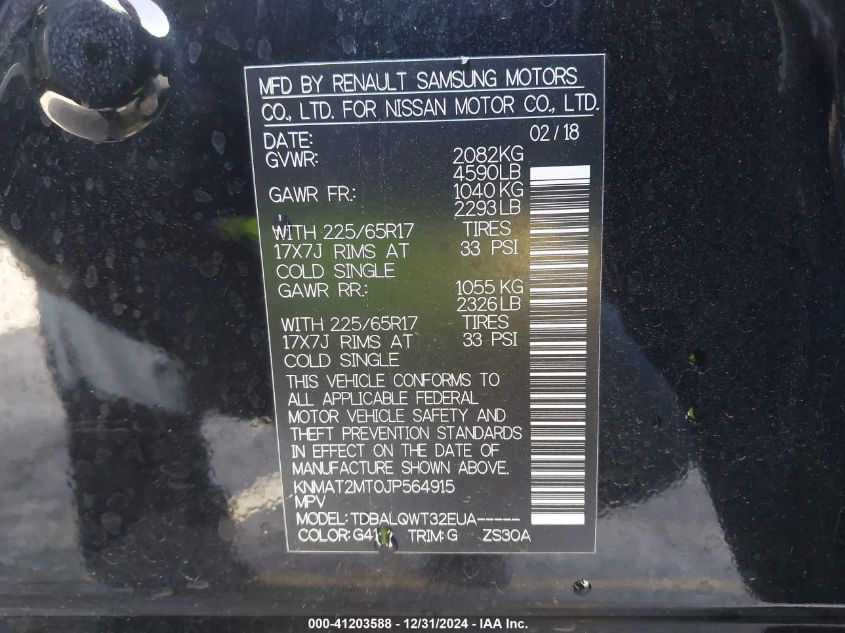 MFD BY RENAULT SAMSUNG MOTORS
CO., LTD. FOR NISSAN MOTOR CO., LTD.
DATE: 02 / 18
GVWR: 2082KG
4590LB
GAWR FR: 1040 KG
2293 LB
WITH 225/65R17 TIRES
17X7J RIMS AT 33 PSI
COLD SINGLE
GAWR RR: 1055 KG
2326 LB
WITH 225/65R17 TIRES
17X7J RIMS AT 33 PSI
COLD SINGLE
THIS VEHICLE CONFORMS TO
ALL APPLICABLE FEDERAL
MOTOR VEHICLE SAFETY AND
THEFT PREVENTION STANDARDS
IN EFFECT ON THE DATE OF
MANUFACTURE SHOWN ABOVE.
KNMAT2MT0JP564915
MPV
MODEL: TDBALQWT32EUA-----
COLOR: TRIM: G ZS30A
000-41203588 - 12/31/2024 - IAA Inc.